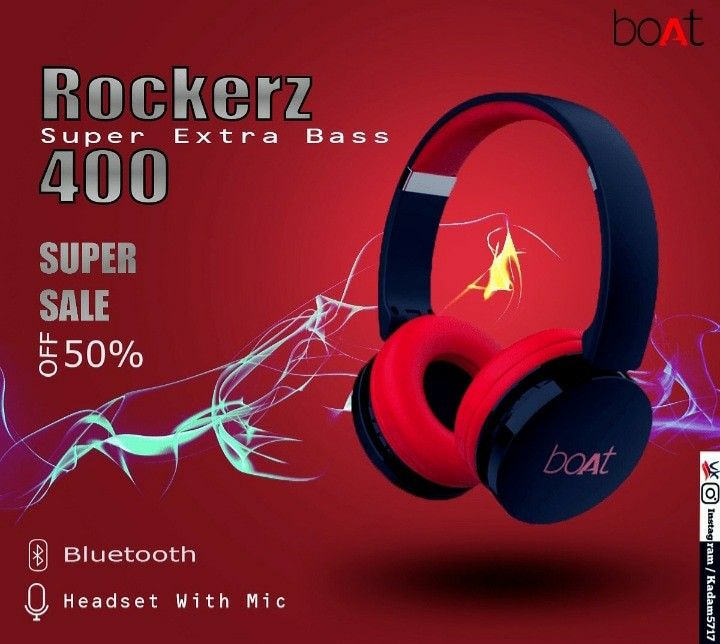 boAt
Rockerz
Super Extra Bass
400
SUPER
SALE
OFF 50%
boAt
Bluetooth
Headset With Mic
Instagram / Kadam5717